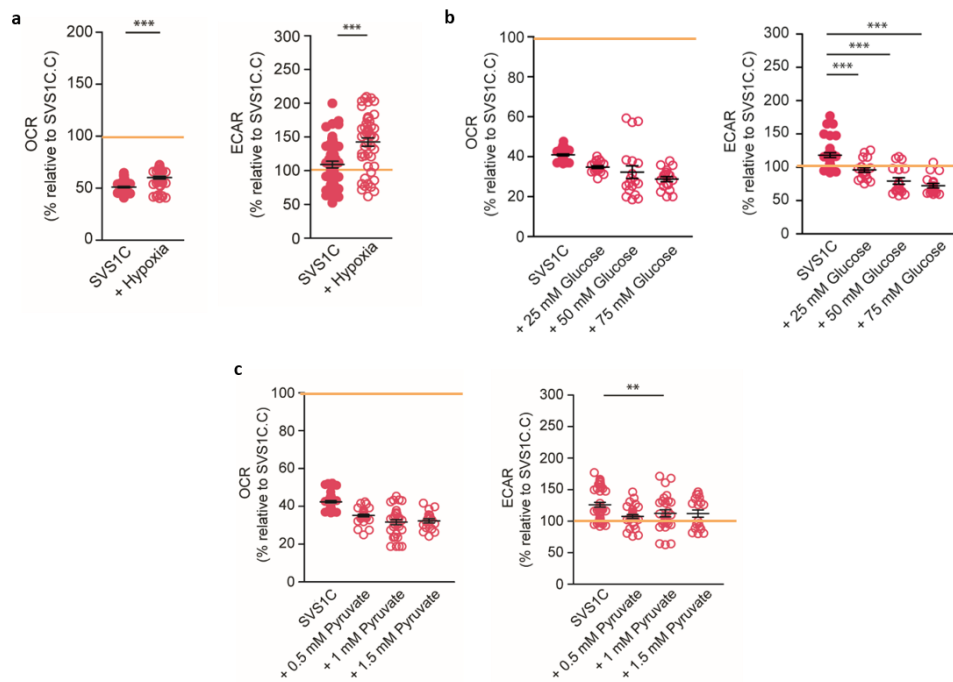 a
***
200
150
100
50
0
OCR
(% relative to SVS1C.C)
SVS1C
+ Hypoxia
***
300
250
200
150
100
50
0
ECAR
(% relative to SVS1C.C)
SVS1C
+ Hypoxia
b
100
80
60
40
20
0
OCR
(% relative to SVS1C.C)
SVS1C
+ 25 mM Glucose
+ 50 mM Glucose
+ 75 mM Glucose
***
***
***
300
250
200
150
100
50
0
ECAR
(% relative to SVS1C.C)
SVS1C
+ 25 mM Glucose
+ 50 mM Glucose
+ 75 mM Glucose
c
100
80
60
40
20
0
OCR
(% relative to SVS1C.C)
SVS1C
+ 0.5 mM Pyruvate
+ 1 mM Pyruvate
+ 1.5 mM Pyruvate
**
300
250
200
150
100
50
0
ECAR
(% relative to SVS1C.C)
SVS1C
+ 0.5 mM Pyruvate
+ 1 mM Pyruvate
+ 1.5 mM Pyruvate